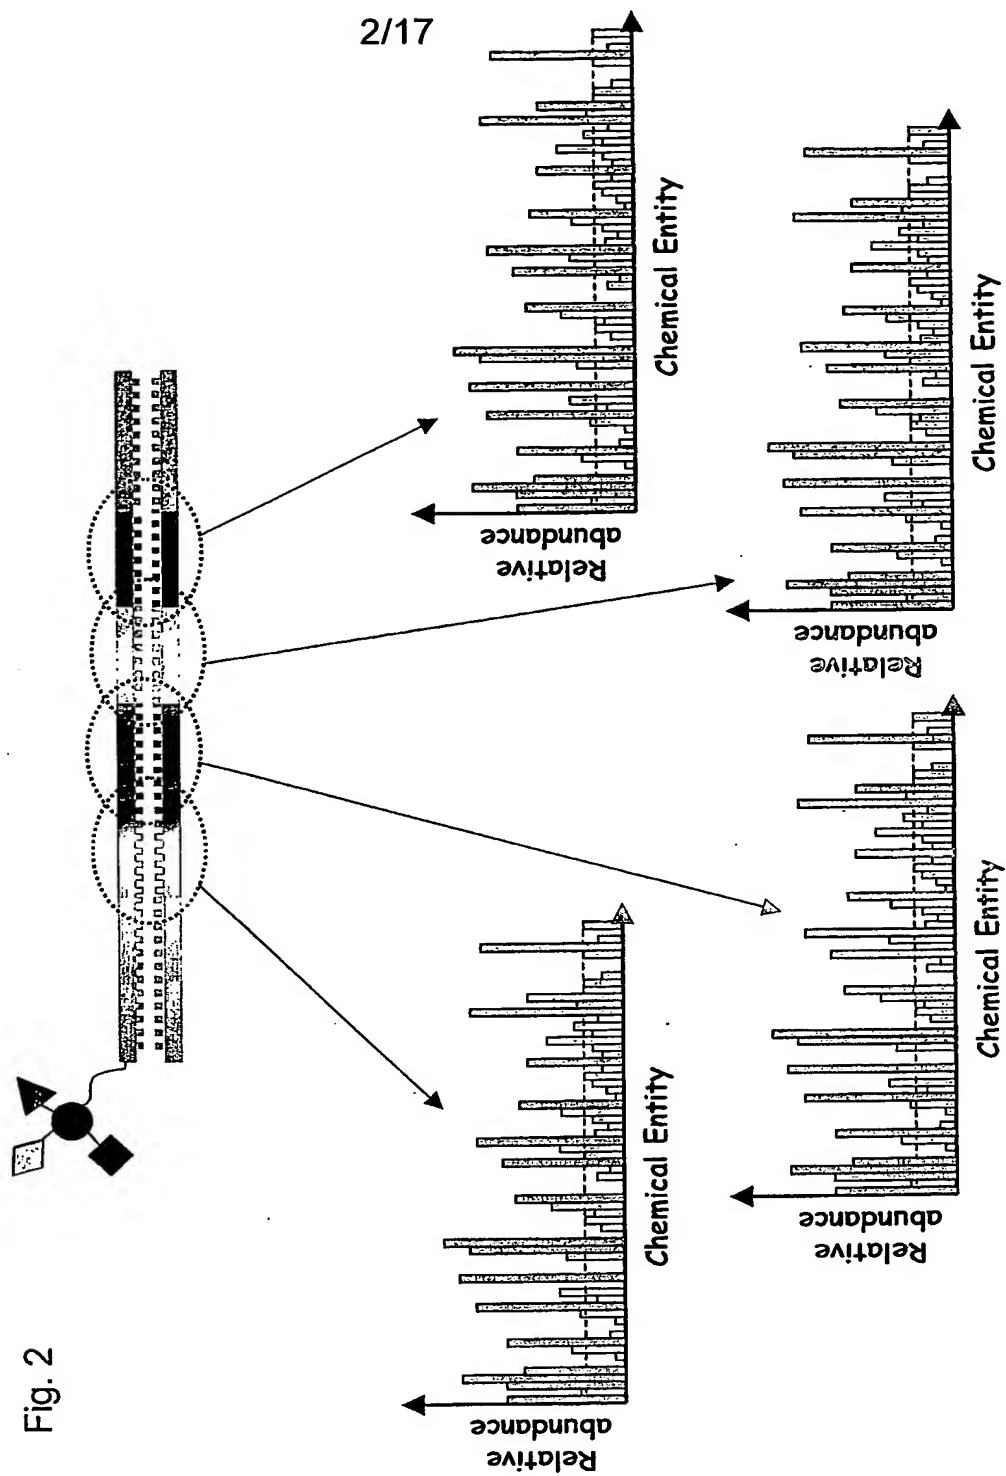 2/17
Fig. 2
Relative
abundance
Chemical Entity
Relative
abundance
Chemical Entity
Relative
abundance
Chemical Entity
Relative
abundance
Chemical Entity